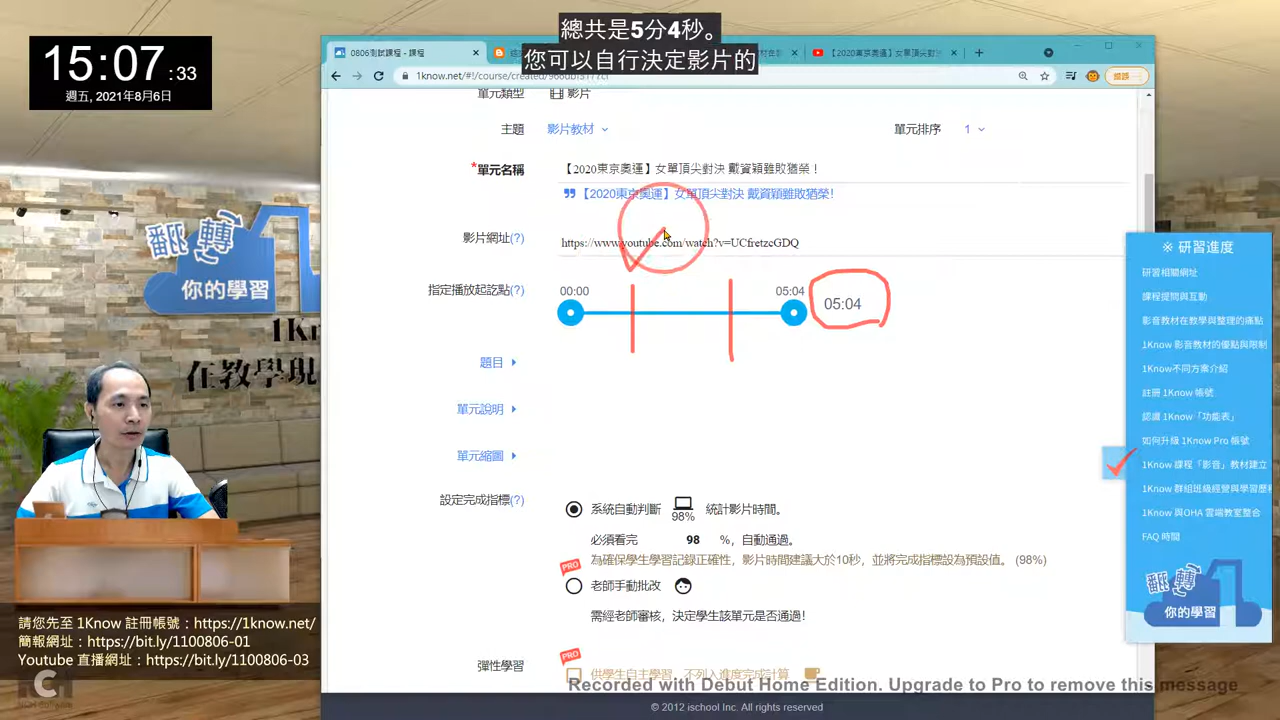 總共是5分4秒。
您可以自行決定影片的
15:07:33
週五, 2021年8月6日
0806測試課程 - 課程
【2020東京奧運】女單頂尖對決
1know.net/#!/course/created/
錯誤
單元類型 影片
主題 影片教材
單元排序 1
*單元名稱 【2020東京奧運】女單頂尖對決 戴資穎雖敗猶榮！
【2020東京奧運】女單頂尖對決 戴資穎雖敗猶榮！
影片網址(?) https://www.youtube.com/watch?v=UCfretzcGDQ
指定播放起訖點(?)
00:00 05:04 05:04
題目
單元說明
單元縮圖
設定完成指標(?)
系統自動判斷 98% 統計影片時間。
必須看完 98 %，自動通過。
PRO
為確保學生學習記錄正確性，影片時間建議大於10秒，並將完成指標設為預設值。 (98%)
老師手動批改
需經老師審核，決定學生該單元是否通過！
彈性學習
PRO
供學生自主學習，不列入進度完成計算
© 2012 ischool Inc. All rights reserved
Recorded with Debut Home Edition. Upgrade to Pro to remove this message
※ 研習進度
研習相關網址
課程提問與互動
影音教材在教學與整理的痛點
1Know 影音教材的優點與限制
1Know不同方案介紹
註冊 1Know 帳號
認識 1Know「功能表」
如何升級 1Know Pro 帳號
1Know 課程「影音」教材建立
1Know 群組班級經營與學習歷
1Know 與OHA 雲端教室整合
FAQ 時間
翻轉
你的學習
翻轉
你的學習
1K
在教學現
請您先至 1Know 註冊帳號：https://1know.net/
簡報網址：https://bit.ly/1100806-01
Youtube 直播網址：https://bit.ly/1100806-03